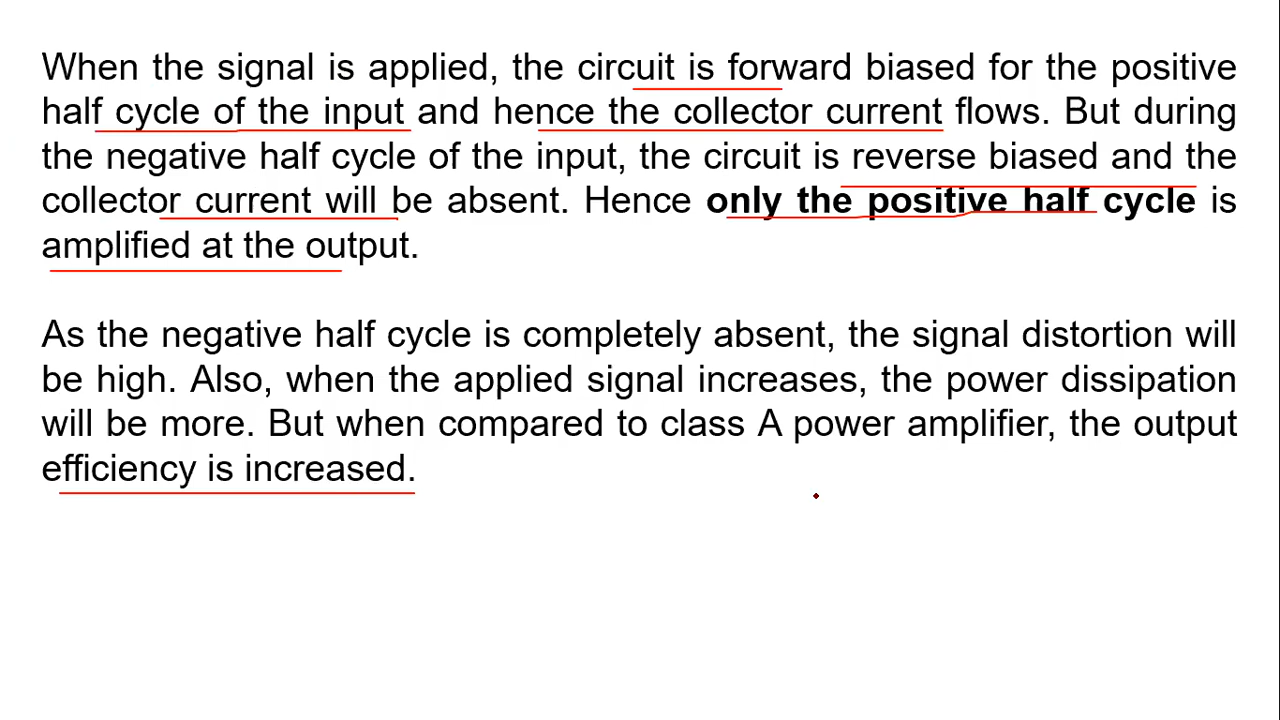 When the signal is applied, the circuit is forward biased for the positive
half cycle of the input and hence the collector current flows. But during
the negative half cycle of the input, the circuit is reverse biased and the
collector current will be absent. Hence only the positive half cycle is
amplified at the output.
As the negative half cycle is completely absent, the signal distortion will
be high. Also, when the applied signal increases, the power dissipation
will be more. But when compared to class A power amplifier, the output
efficiency is increased.